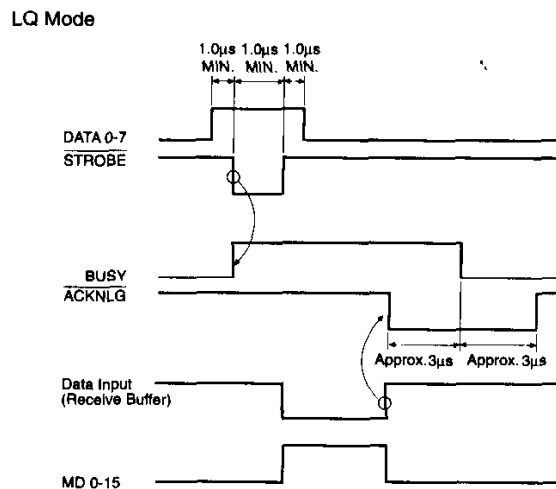 LQ Mode
1.0µs 1.0µs 1.0µs
MIN. MIN. MIN.
DATA 0-7
STROBE
BUSY
ACKNLG
Approx.3µs Approx.3µs
Data Input
(Receive Buffer)
MD 0-15